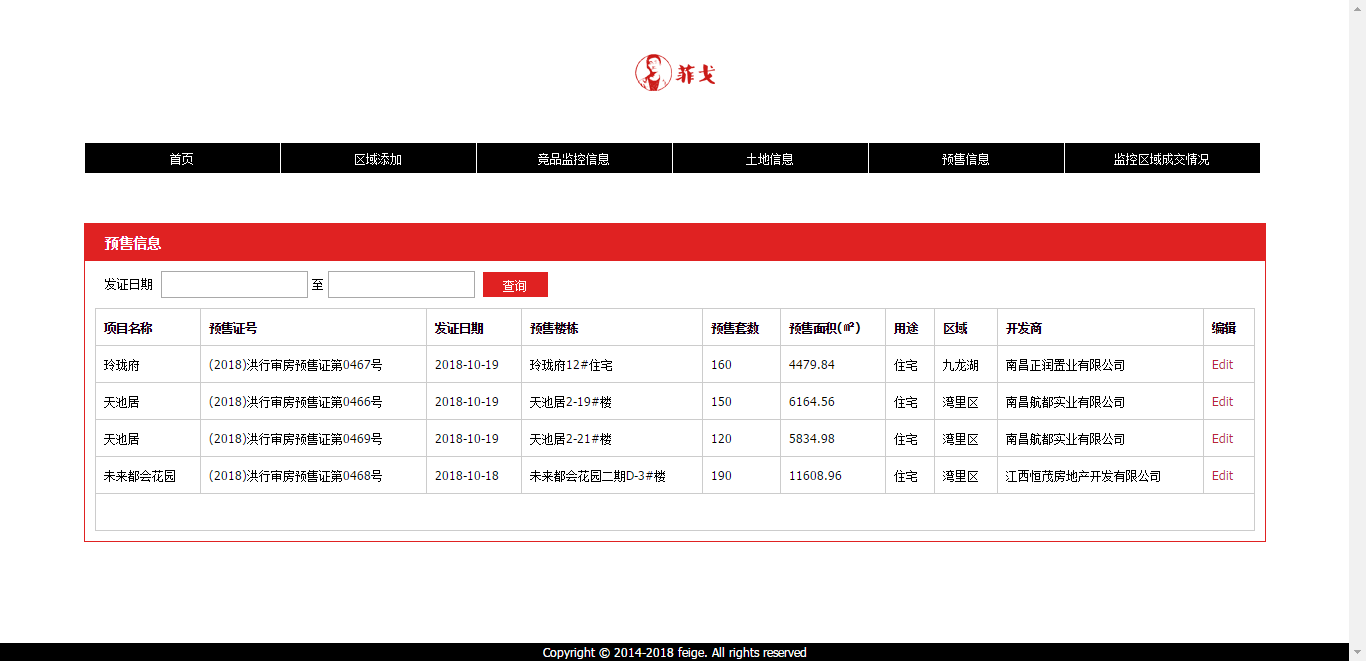 菲戈
首页 区域添加 竟品监控信息 土地信息 预售信息 监控区域成交情况
预售信息
发证日期 至 查询
项目名称 预售证号 发证日期 预售楼栋 预售套数 预售面积(㎡) 用途 区域 开发商 编辑
玲珑府 (2018)洪行审房预售证第0467号 2018-10-19 玲珑府12#住宅 160 4479.84 住宅 九龙湖 南昌正润置业有限公司 Edit
天池居 (2018)洪行审房预售证第0466号 2018-10-19 天池居2-19#楼 150 6164.56 住宅 湾里区 南昌航都实业有限公司 Edit
天池居 (2018)洪行审房预售证第0469号 2018-10-19 天池居2-21#楼 120 5834.98 住宅 湾里区 南昌航都实业有限公司 Edit
未来都会花园 (2018)洪行审房预售证第0468号 2018-10-18 未来都会花园二期D-3#楼 190 11608.96 住宅 湾里区 江西恒茂房地产开发有限公司 Edit
Copyright © 2014-2018 feige. All rights reserved